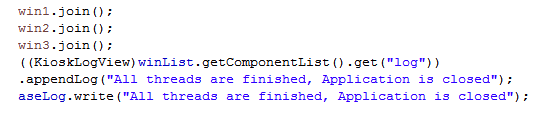 win1.join();
win2.join();
win3.join();
((KioskLogView)winList.getComponentList().get("log"))
.appendLog("All threads are finished, Application is closed");
aseLog.write("All threads are finished, Application is closed");